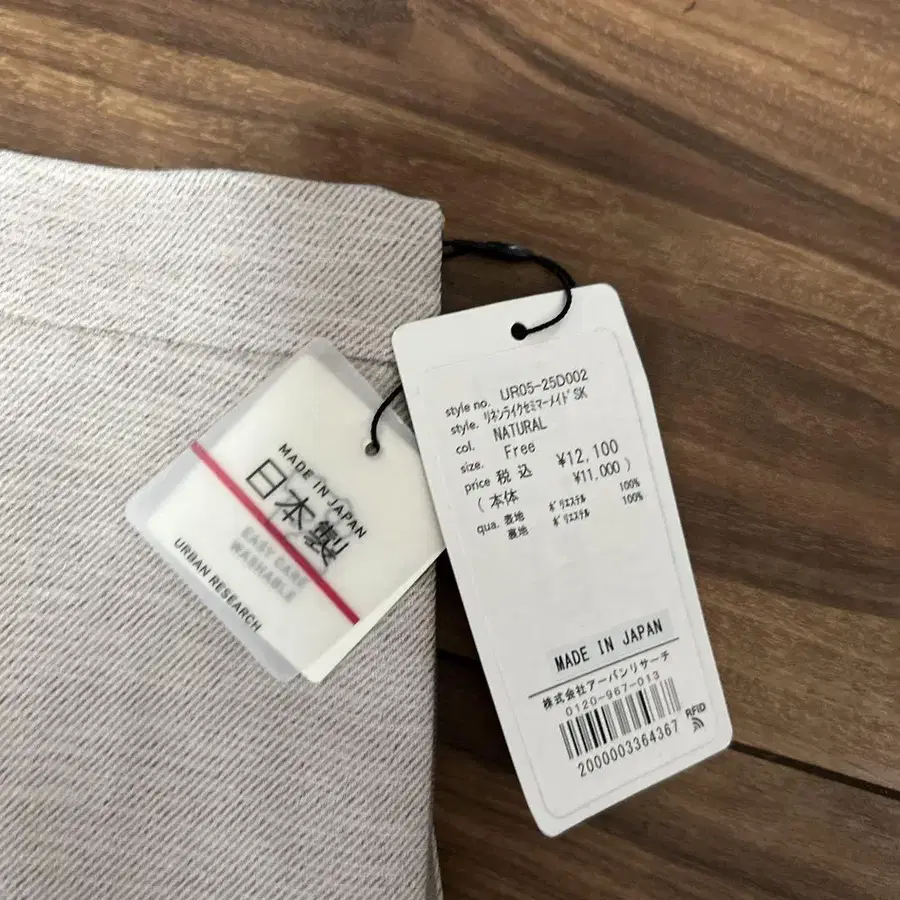 MADE IN JAPAN
日本製
EASY CARE
WASHABLE
URBAN RESEARCH
style no. UR05-25D002
style. リネンライクセミマーメイドSK
col. NATURAL
size. Free
price 税込 ¥12,100
(本体 ¥11,000)
qua. 表地 ポリエステル 100%
裏地 ポリエステル 100%
MADE IN JAPAN
株式会社アーバンリサーチ
0120-967-013
2000003364367
RFID